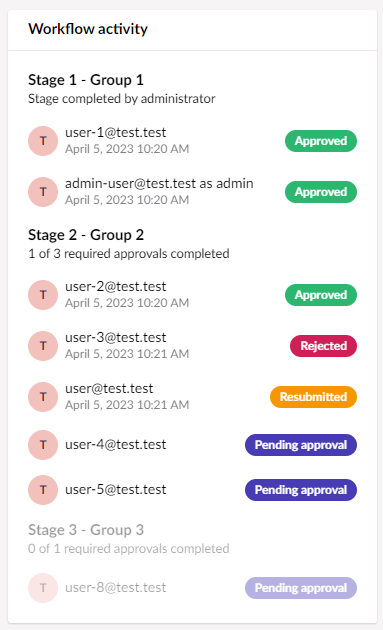 Workflow activity
Stage 1 - Group 1
Stage completed by administrator
T user-1@test.test Approved
April 5, 2023 10:20 AM
T admin-user@test.test as admin Approved
April 5, 2023 10:20 AM
Stage 2 - Group 2
1 of 3 required approvals completed
T user-2@test.test Approved
April 5, 2023 10:20 AM
T user-3@test.test Rejected
April 5, 2023 10:21 AM
T user@test.test Resubmitted
April 5, 2023 10:21 AM
T user-4@test.test Pending approval
T user-5@test.test Pending approval
Stage 3 - Group 3
0 of 1 required approvals completed
T user-8@test.test Pending approval